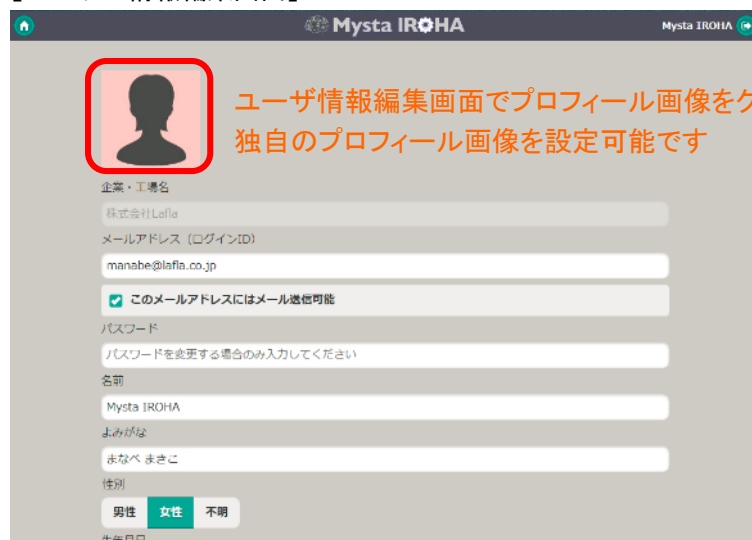 Mysta IROHA
Mysta IROHA
ユーザ情報編集画面でプロフィール画像を
独自のプロフィール画像を設定可能です
企業・工場名
株式会社Lafla
メールアドレス（ログインID）
manabe@lafla.co.jp
このメールアドレスにはメール送信可能
パスワード
パスワードを変更する場合のみ入力してください
名前
Mysta IROHA
よみがな
まなべ まきこ
性別
男性 女性 不明
生年月日